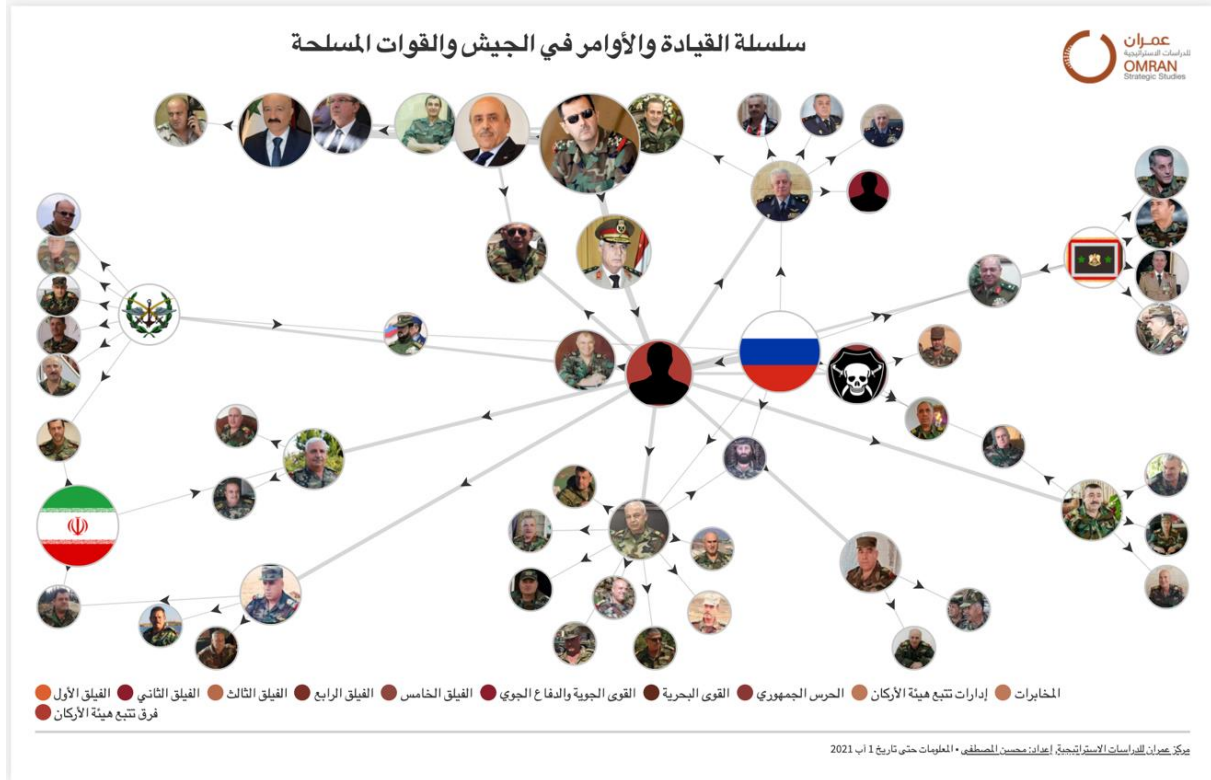 سلسلة القيادة والأوامر في الجيش والقوات المسلحة
عمران
للدراسات الاستراتيجية
OMRAN
Strategic Studies
المخابرات إدارات تتبع هيئة الأركان الحرس الجمهوري القوى البحرية القوى الجوية والدفاع الجوي الفيلق الخامس الفيلق الرابع الفيلق الثالث الفيلق الثاني الفيلق الأول
فرق تتبع هيئة الأركان
مركز عمران للدراسات الاستراتيجية، إعداد: محسن المصطفى • المعلومات حتى تاريخ 1 آب 2021